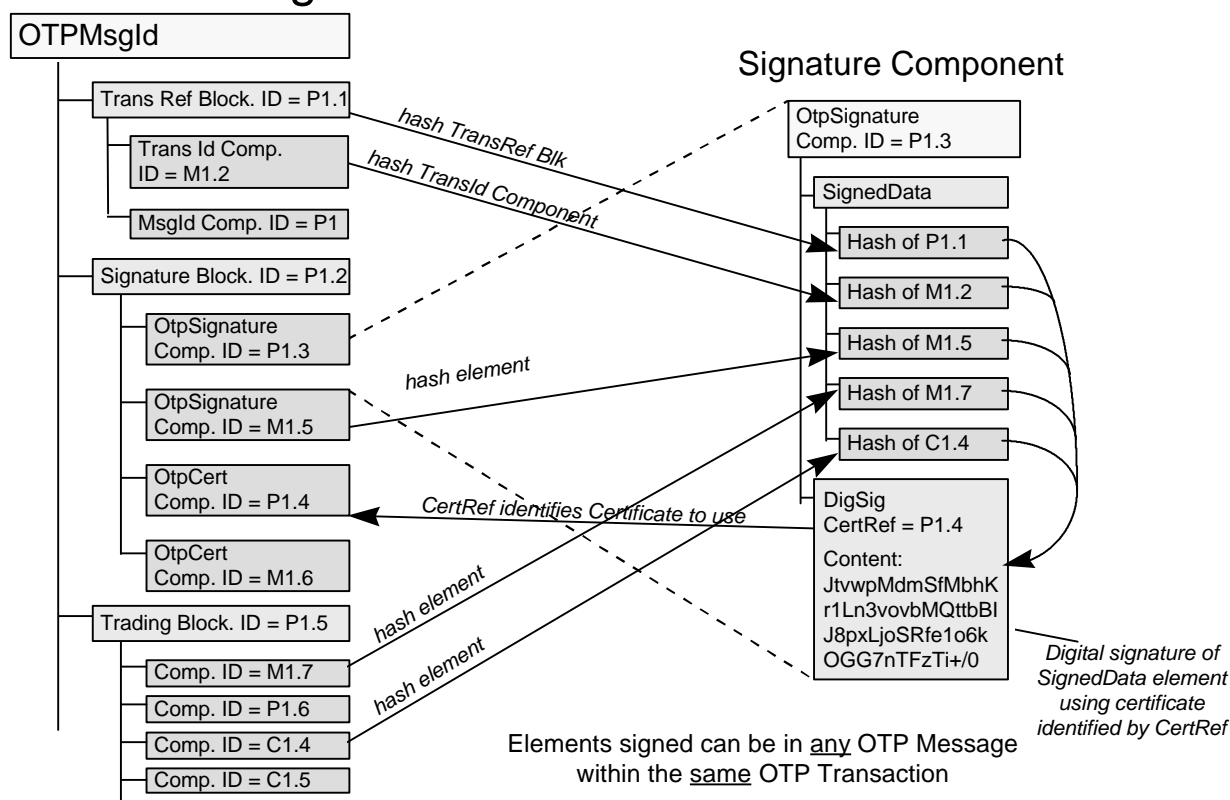 OTPMsgId
Trans Ref Block. ID = P1.1
Trans Id Comp.
ID = M1.2
MsgId Comp. ID = P1
Signature Block. ID = P1.2
OtpSignature
Comp. ID = P1.3
OtpSignature
Comp. ID = M1.5
OtpCert
Comp. ID = P1.4
OtpCert
Comp. ID = M1.6
Trading Block. ID = P1.5
Comp. ID = M1.7
Comp. ID = P1.6
Comp. ID = C1.4
Comp. ID = C1.5
hash TransRef Blk
hash TransId Component
hash element
CertRef identifies Certificate to use
hash element
hash element
Signature Component
OtpSignature
Comp. ID = P1.3
SignedData
Hash of P1.1
Hash of M1.2
Hash of M1.5
Hash of M1.7
Hash of C1.4
DigSig
CertRef = P1.4
Content:
JtvwpMdmSfMbhK
r1Ln3vovbMQttbBI
J8pxLjoSRfe1o6k
OGG7nTFzTi+/0
Digital signature of
SignedData element
using certificate
identified by CertRef
Elements signed can be in any OTP Message
within the same OTP Transaction